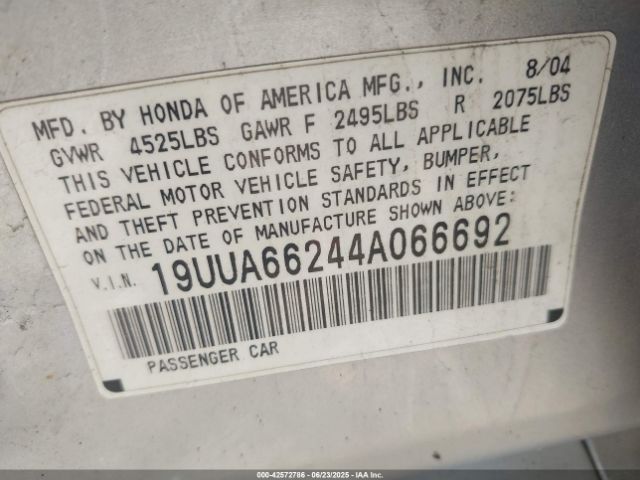 MFD. BY HONDA OF AMERICA MFG., INC. 8/04
GVWR 4525LBS GAWR F 2495LBS R 2075LBS
THIS VEHICLE CONFORMS TO ALL APPLICABLE
FEDERAL MOTOR VEHICLE SAFETY, BUMPER,
AND THEFT PREVENTION STANDARDS IN EFFECT
ON THE DATE OF MANUFACTURE SHOWN ABOVE:
V.I.N. 19UUA66244A066692
PASSENGER CAR
000-42572786 - 06/23/2025 - IAA Inc.